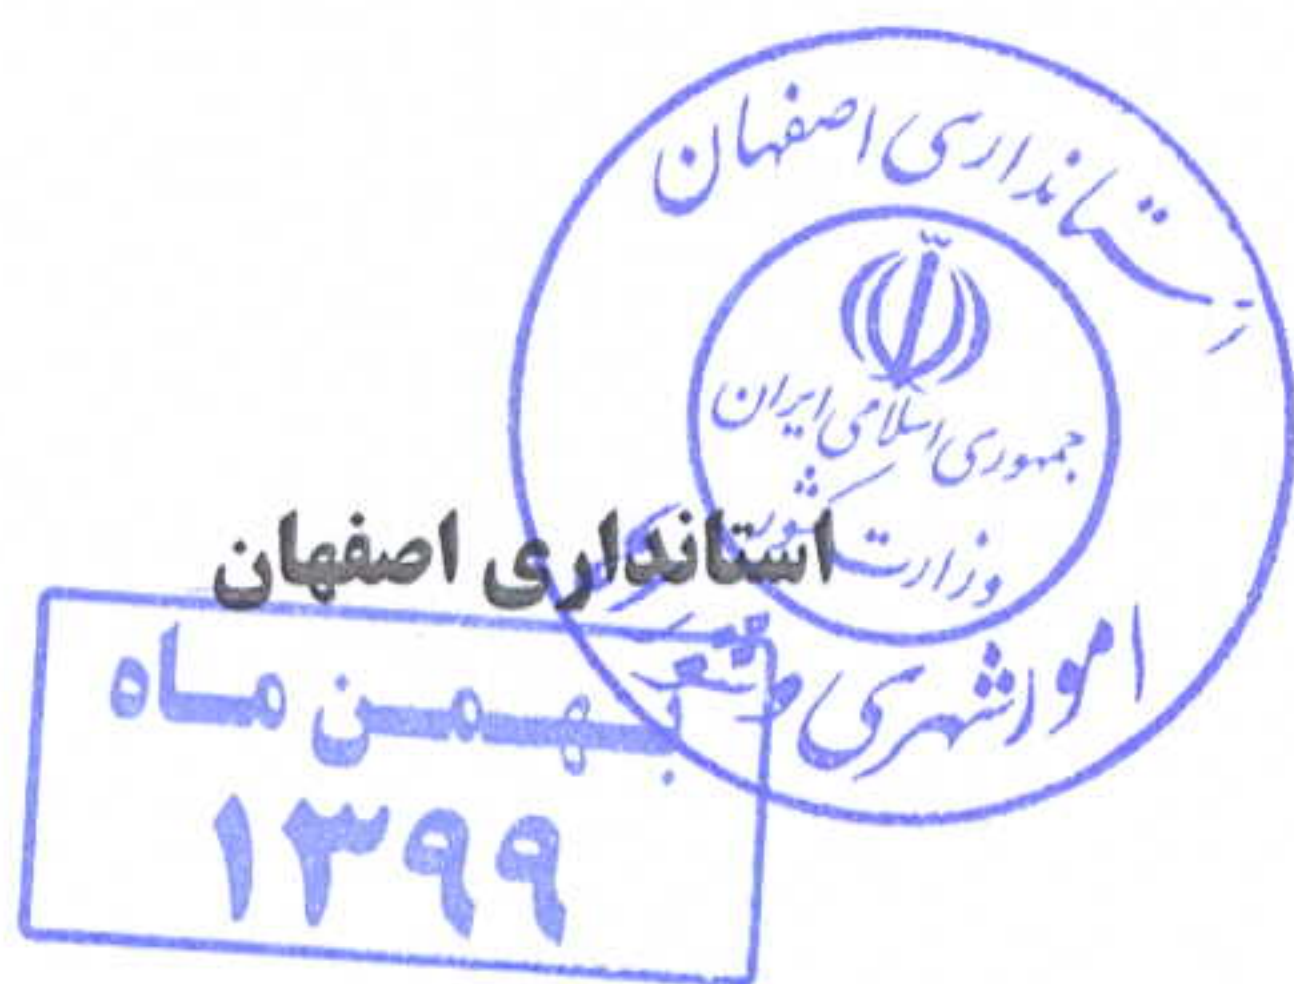 استانداری اصفهان
جمهوری اسلامی ایران
وزارت کشور
امور شهری و
استانداری اصفهان
بهمن ماه
۱۳۹۹